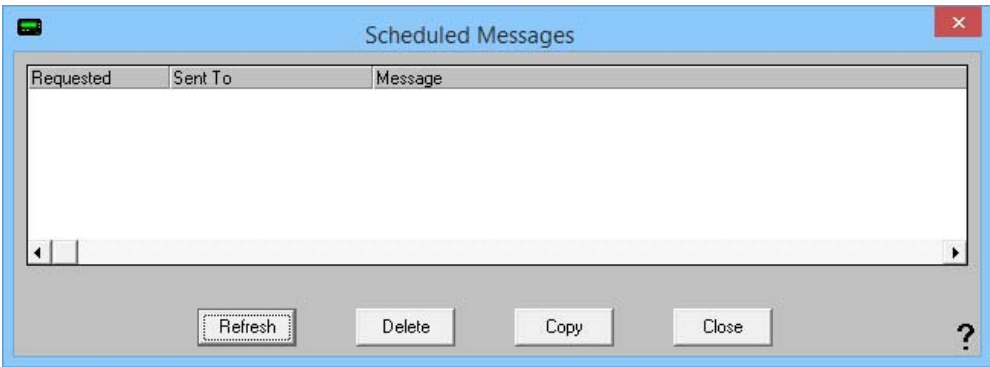 Scheduled Messages
Requested Sent To Message
Refresh Delete Copy Close ?